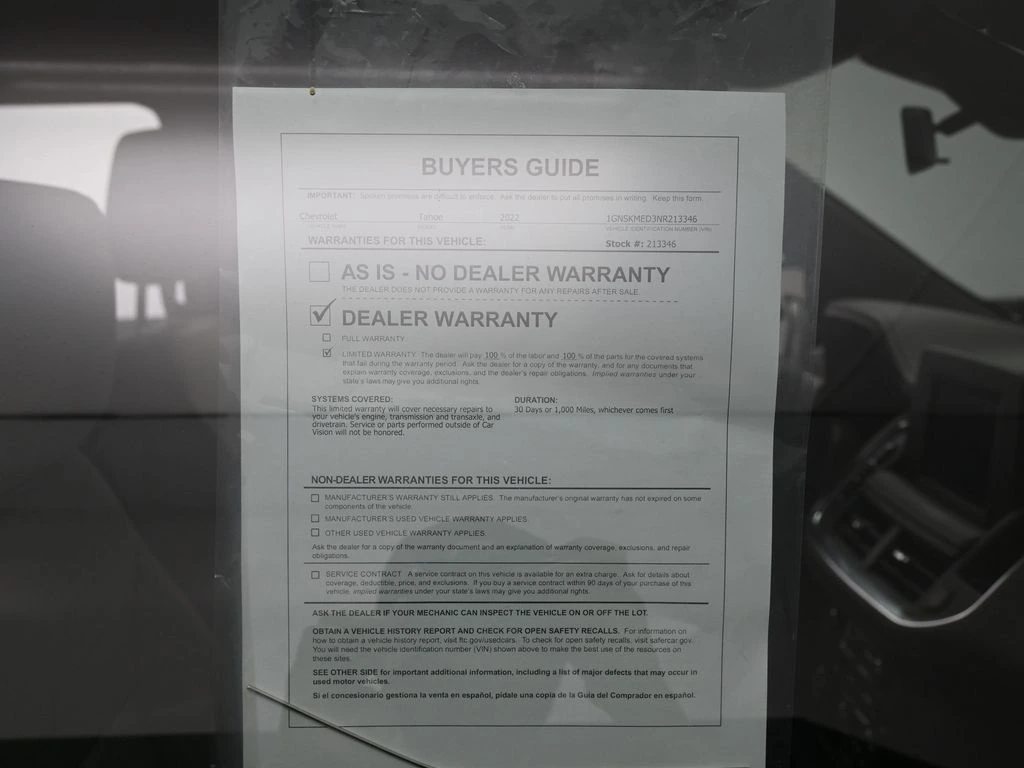 BUYERS GUIDE
IMPORTANT: Spoken promises are difficult to enforce. Ask the dealer to put all promises in writing. Keep this form.
Chevrolet Tahoe 2022 1GNSKMED3NR213346
VEHICLE MAKE MODEL YEAR VEHICLE IDENTIFICATION NUMBER (VIN)
WARRANTIES FOR THIS VEHICLE: Stock #: 213346
AS IS - NO DEALER WARRANTY
THE DEALER DOES NOT PROVIDE A WARRANTY FOR ANY REPAIRS AFTER SALE.
DEALER WARRANTY
FULL WARRANTY.
LIMITED WARRANTY. The dealer will pay 100 % of the labor and 100 % of the parts for the covered systems
that fail during the warranty period. Ask the dealer for a copy of the warranty, and for any documents that
explain warranty coverage, exclusions, and the dealer's repair obligations. Implied warranties under your
state's laws may give you additional rights.
SYSTEMS COVERED: DURATION:
This limited warranty will cover necessary repairs to 30 Days or 1,000 Miles, whichever comes first
your vehicle's engine, transmission and transaxle, and
drivetrain. Service or parts performed outside of Car
Vision will not be honored.
NON-DEALER WARRANTIES FOR THIS VEHICLE:
MANUFACTURER'S WARRANTY STILL APPLIES. The manufacturer's original warranty has not expired on some
components of the vehicle.
MANUFACTURER'S USED VEHICLE WARRANTY APPLIES.
OTHER USED VEHICLE WARRANTY APPLIES.
Ask the dealer for a copy of the warranty document and an explanation of warranty coverage, exclusions, and repair
obligations.
SERVICE CONTRACT. A service contract on this vehicle is available for an extra charge. Ask for details about
coverage, deductible, price, and exclusions. If you buy a service contract within 90 days of your purchase of this
vehicle, implied warranties under your state's laws may give you additional rights.
ASK THE DEALER IF YOUR MECHANIC CAN INSPECT THE VEHICLE ON OR OFF THE LOT.
OBTAIN A VEHICLE HISTORY REPORT AND CHECK FOR OPEN SAFETY RECALLS. For information on
how to obtain a vehicle history report, visit ftc.gov/usedcars. To check for open safety recalls, visit safercar.gov.
You will need the vehicle identification number (VIN) shown above to make the best use of the resources on
these sites.
SEE OTHER SIDE for important additional information, including a list of major defects that may occur in
used motor vehicles.
Si el concesionario gestiona la venta en español, pídale una copia de la Guía del Comprador en español.